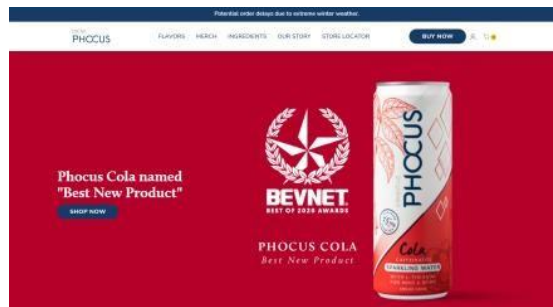 Potential order delays due to extreme winter weather.
PHOCUS
FLAVORS MERCH INGREDIENTS OUR STORY STORE LOCATOR BUY NOW
Phocus Cola named
"Best New Product"
SHOP NOW
BEVNET
BEST OF 2020 AWARDS
PHOCUS COLA
Best New Product
PHOCUS
Cola
CAFFEINATED
SPARKLING WATER